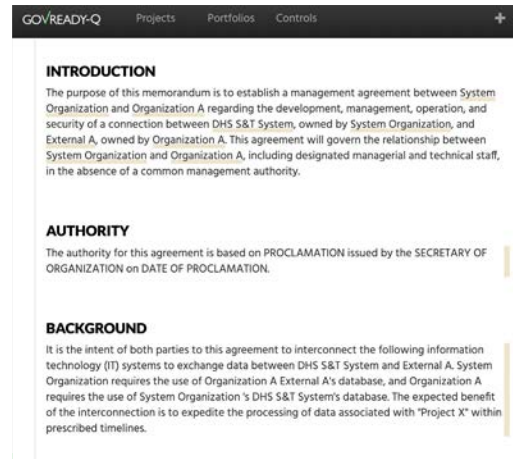 GOVREADY-Q Projects Portfolios Controls +
INTRODUCTION
The purpose of this memorandum is to establish a management agreement between System
Organization and Organization A regarding the development, management, operation, and
security of a connection between DHS S&T System, owned by System Organization, and
External A, owned by Organization A. This agreement will govern the relationship between
System Organization and Organization A, including designated managerial and technical staff,
in the absence of a common management authority.
AUTHORITY
The authority for this agreement is based on PROCLAMATION issued by the SECRETARY OF
ORGANIZATION on DATE OF PROCLAMATION.
BACKGROUND
It is the intent of both parties to this agreement to interconnect the following information
technology (IT) systems to exchange data between DHS S&T System and External A. System
Organization requires the use of Organization A External A's database, and Organization A
requires the use of System Organization 's DHS S&T System's database. The expected benefit
of the interconnection is to expedite the processing of data associated with "Project X" within
prescribed timelines.